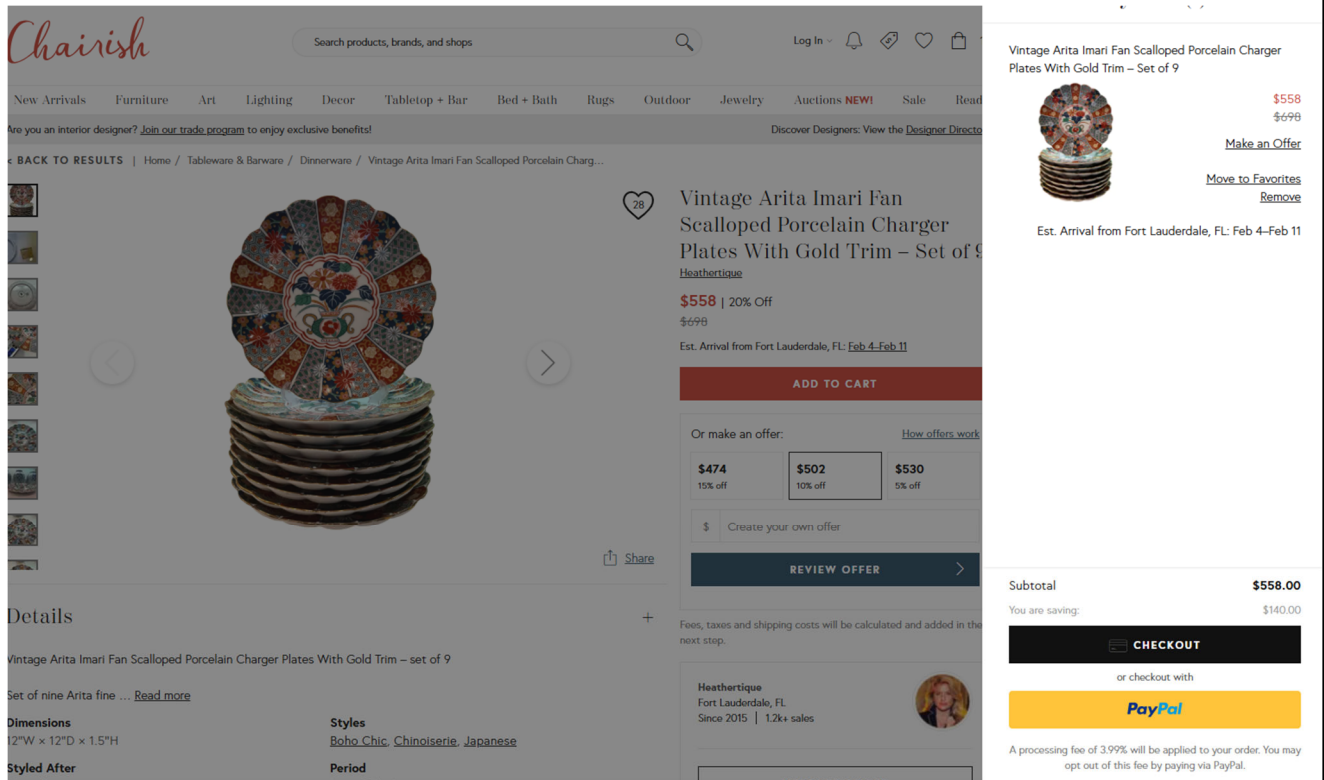 Chairish
Search products, brands, and shops
Log In
New Arrivals Furniture Art Lighting Decor Tabletop + Bar Bed + Bath Rugs Outdoor Jewelry Auctions NEW! Sale Read
Are you an interior designer? Join our trade program to enjoy exclusive benefits!
Discover Designers: View the Designer Directo
< BACK TO RESULTS | Home / Tableware & Barware / Dinnerware / Vintage Arita Imari Fan Scalloped Porcelain Charg...
28
Vintage Arita Imari Fan
Scalloped Porcelain Charger
Plates With Gold Trim – Set of 9
Heathertique
$558 | 20% Off
$698
Est. Arrival from Fort Lauderdale, FL: Feb 4–Feb 11
ADD TO CART
Or make an offer:
How offers work
$474
15% off
$502
10% off
$530
5% off
$ Create your own offer
REVIEW OFFER
Share
Fees, taxes and shipping costs will be calculated and added in the
next step.
Heathertique
Fort Lauderdale, FL
Since 2015 | 1.2k+ sales
Details
+
Vintage Arita Imari Fan Scalloped Porcelain Charger Plates With Gold Trim – set of 9
Set of nine Arita fine ... Read more
Dimensions
12"W × 12"D × 1.5"H
Styles
Boho Chic, Chinoiserie, Japanese
Styled After
Period
Vintage Arita Imari Fan Scalloped Porcelain Charger
Plates With Gold Trim – Set of 9
$558
$698
Make an Offer
Move to Favorites
Remove
Est. Arrival from Fort Lauderdale, FL: Feb 4–Feb 11
Subtotal $558.00
You are saving: $140.00
CHECKOUT
or checkout with
PayPal
A processing fee of 3.99% will be applied to your order. You may
opt out of this fee by paying via PayPal.